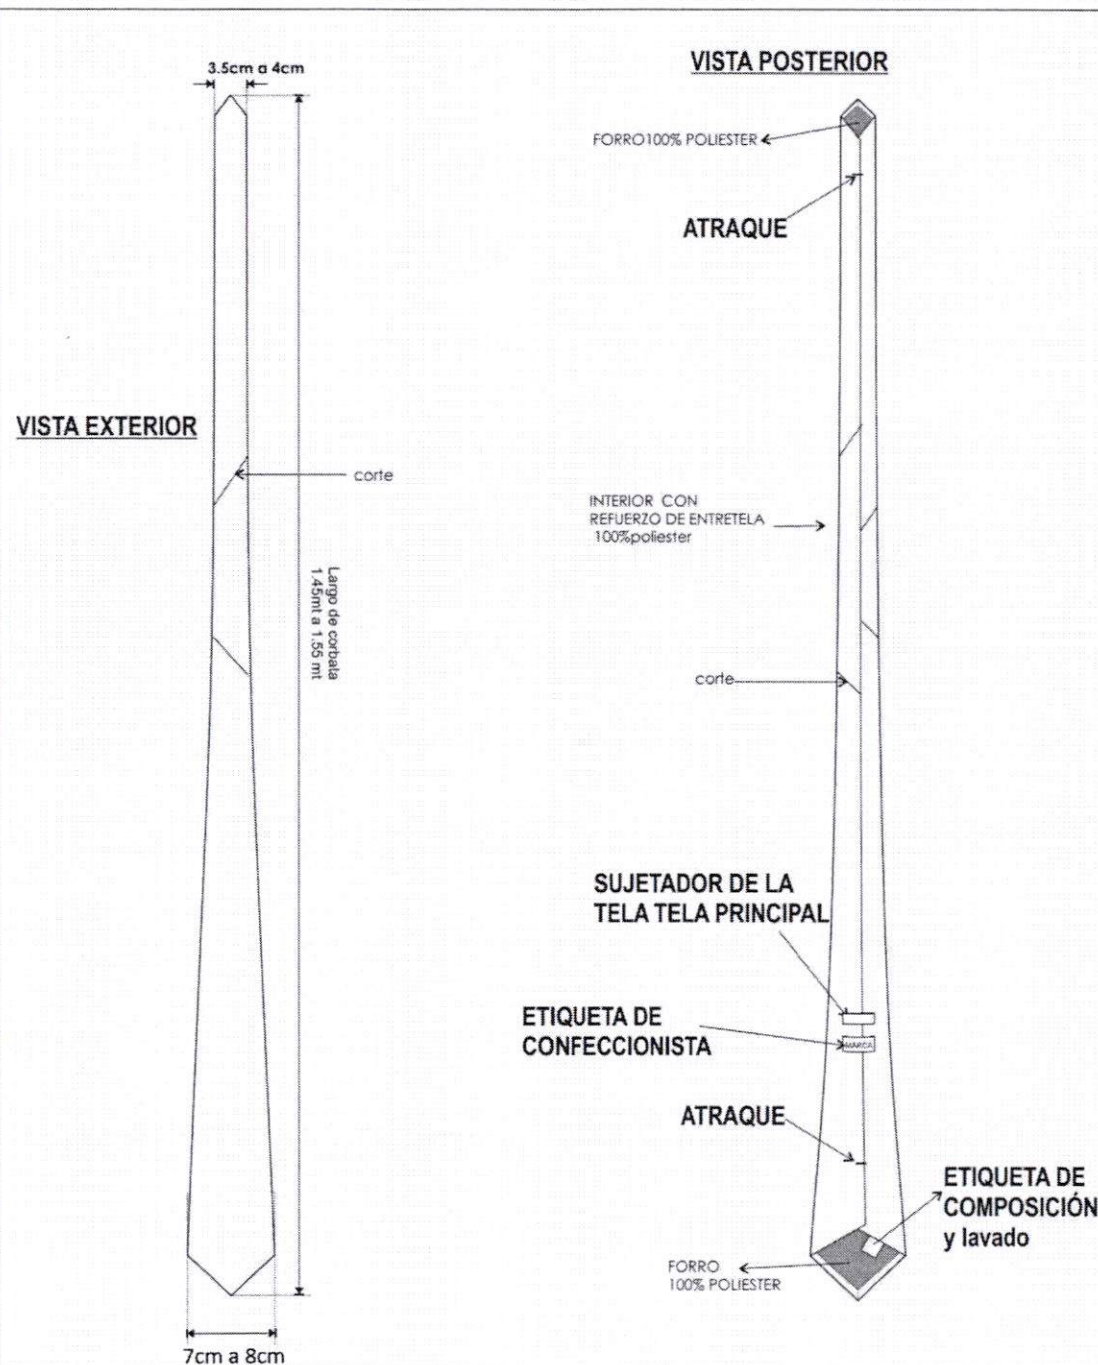 3.5cm a 4cm
VISTA EXTERIOR
corte
Largo de corbata
1.45mt a 1.55 mt
7cm a 8cm
VISTA POSTERIOR
FORRO100% POLIESTER
ATRAQUE
INTERIOR CON
REFUERZO DE ENTRETELA
100%poliester
corte
SUJETADOR DE LA
TELA TELA PRINCIPAL
ETIQUETA DE
CONFECCIONISTA
MARCA
ATRAQUE
ETIQUETA DE
COMPOSICIÓN
y lavado
FORRO
100% POLIESTER